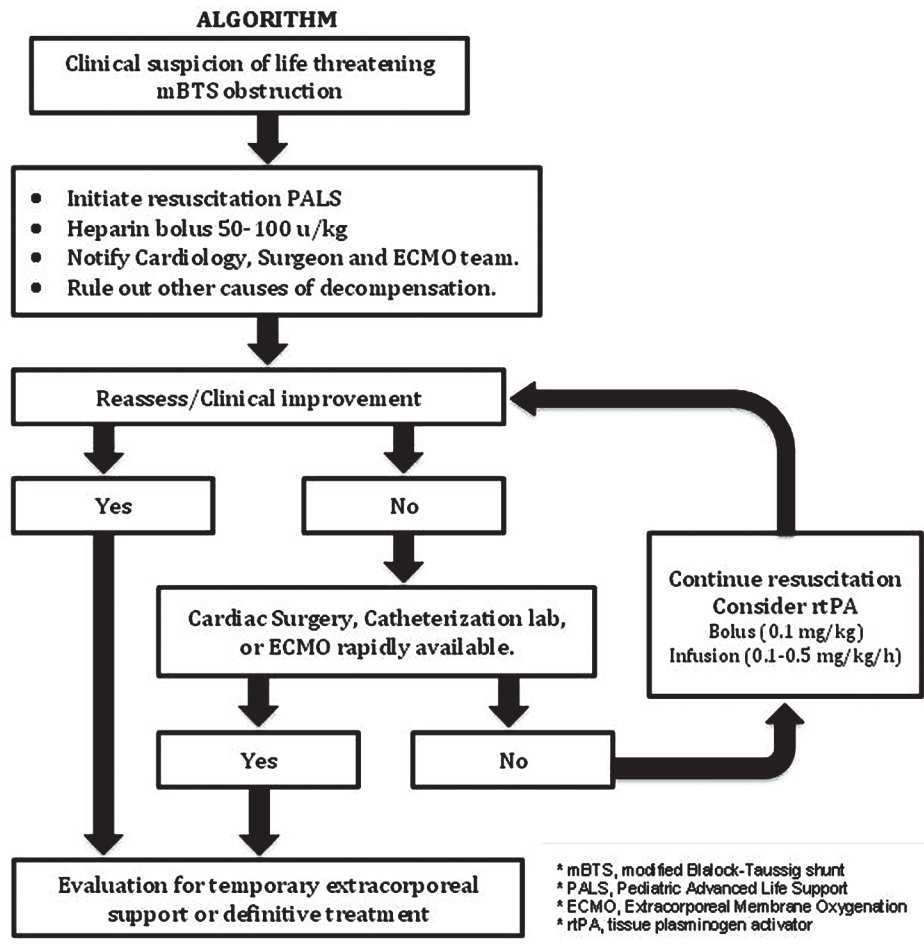 ALGORITHM
Clinical suspicion of life threatening
mBTS obstruction
• Initiate resuscitation PALS
• Heparin bolus 50-100 u/kg
• Notify Cardiology, Surgeon and ECMO team.
• Rule out other causes of decompensation.
Reassess/Clinical improvement
Yes
No
Cardiac Surgery, Catheterization lab,
or ECMO rapidly available.
Continue resuscitation
Consider rtPA
Bolus (0.1 mg/kg)
Infusion (0.1-0.5 mg/kg/h)
Yes
No
Evaluation for temporary extracorporeal
support or definitive treatment
* mBTS, modified Blalock-Taussig shunt
* PALS, Pediatric Advanced Life Support
* ECMO, Extracorporeal Membrane Oxygenation
* rtPA, tissue plasminogen activator